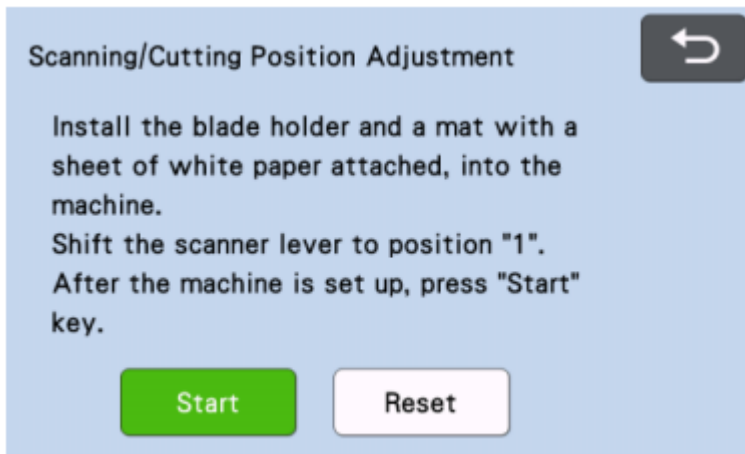 Scanning/Cutting Position Adjustment
Install the blade holder and a mat with a
sheet of white paper attached, into the
machine.
Shift the scanner lever to position "1".
After the machine is set up, press "Start"
key.
Start
Reset